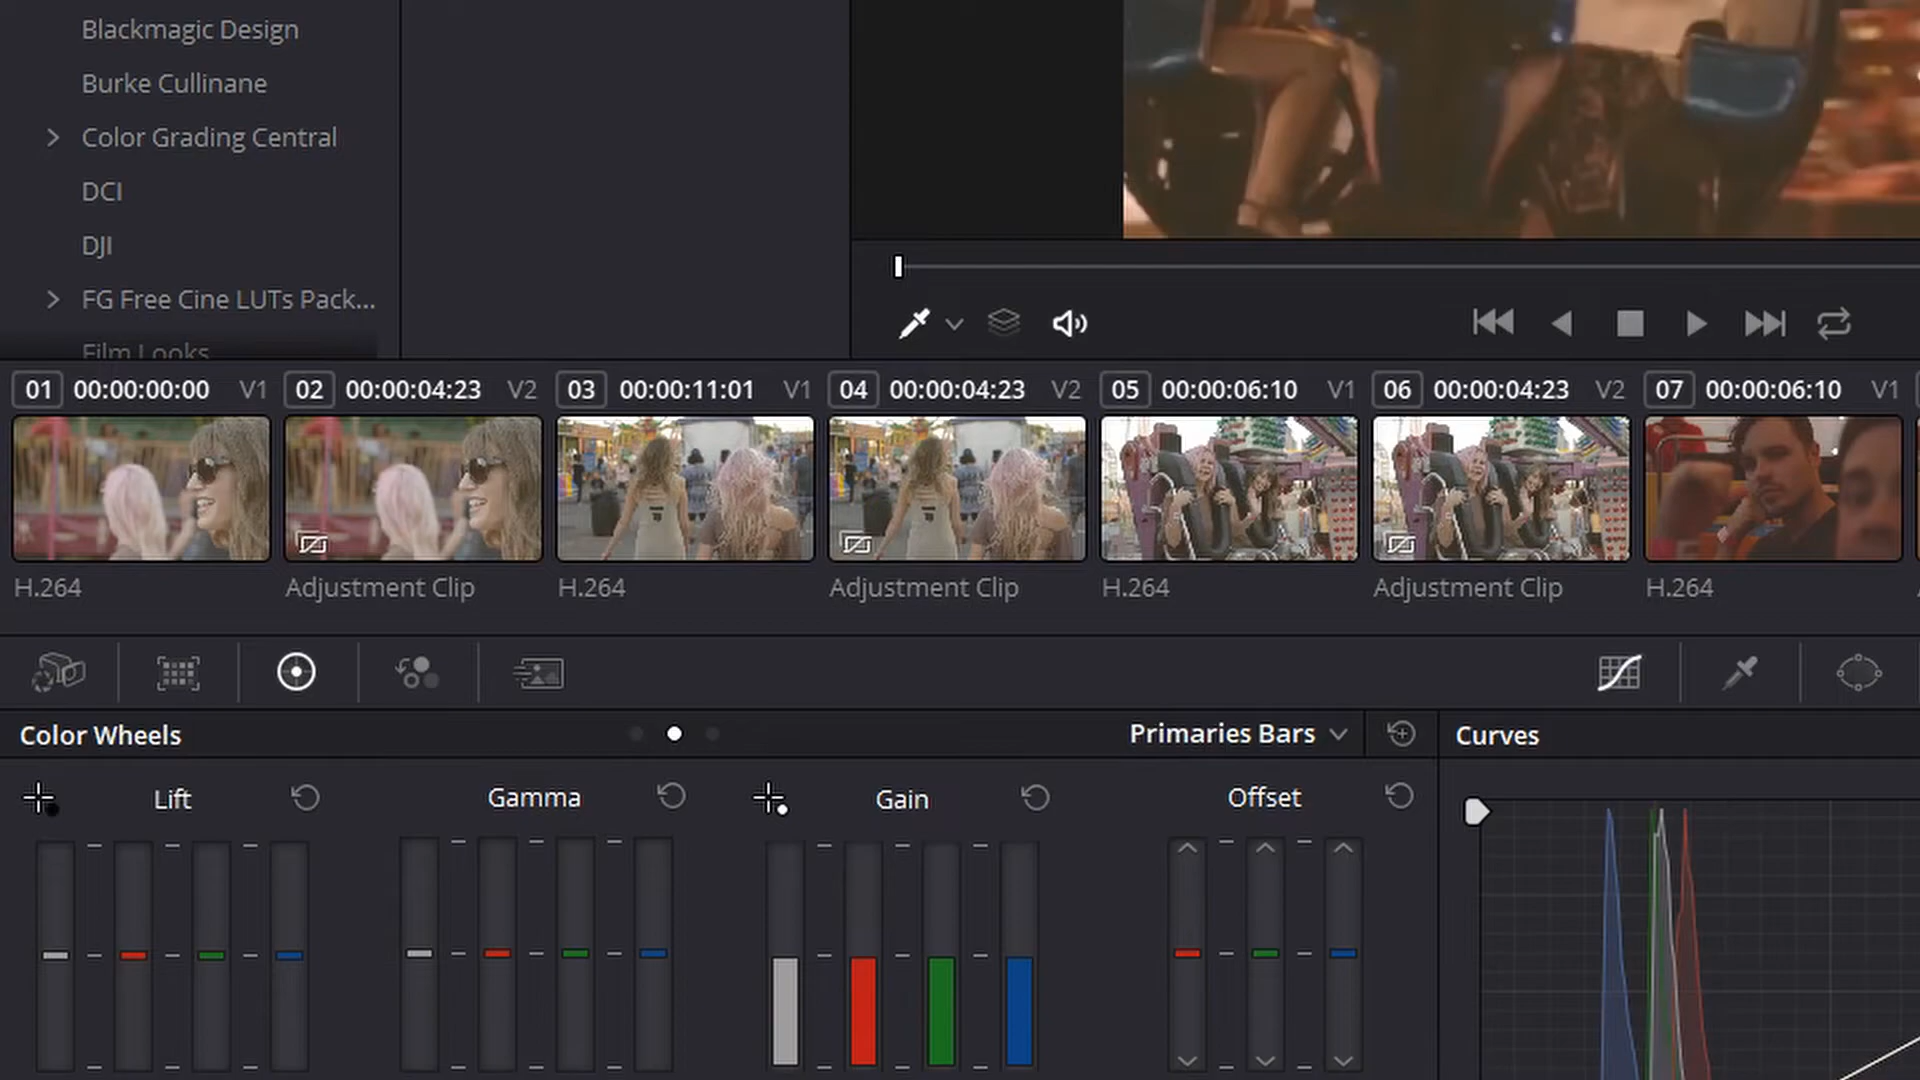 Blackmagic Design
Burke Cullinane
Color Grading Central
DCI
DJI
FG Free Cine LUTs Pack...
Film Looks
01 00:00:00:00 V1 02 00:00:04:23 V2 03 00:00:11:01 V1 04 00:00:04:23 V2 05 00:00:06:10 V1 06 00:00:04:23 V2 07 00:00:06:10 V1
H.264 Adjustment Clip H.264 Adjustment Clip H.264 Adjustment Clip H.264
Color Wheels Primaries Bars Curves
Lift Gamma Gain Offset